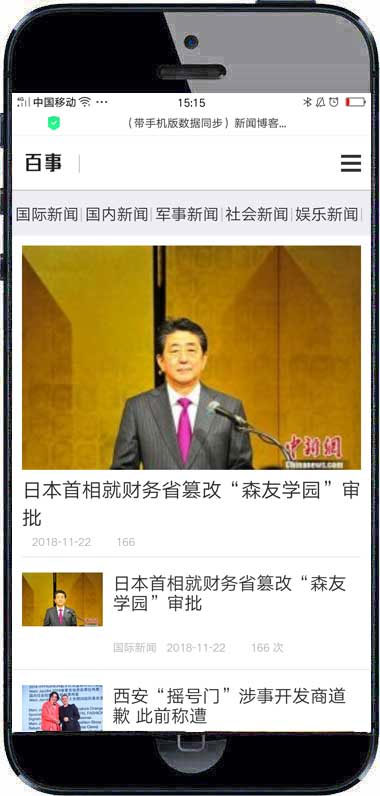 4G 中国移动 ··· 15:15
(带手机版数据同步) 新闻博客...
百事
国际新闻 国内新闻 军事新闻 社会新闻 娱乐新闻
中新網
Chinanews.com
日本首相就财务省篡改“森友学园”审
批
2018-11-22 166
日本首相就财务省篡改“森友
学园”审批
国际新闻 2018-11-22 166 次
西安“摇号门”涉事开发商道
歉 此前称遭